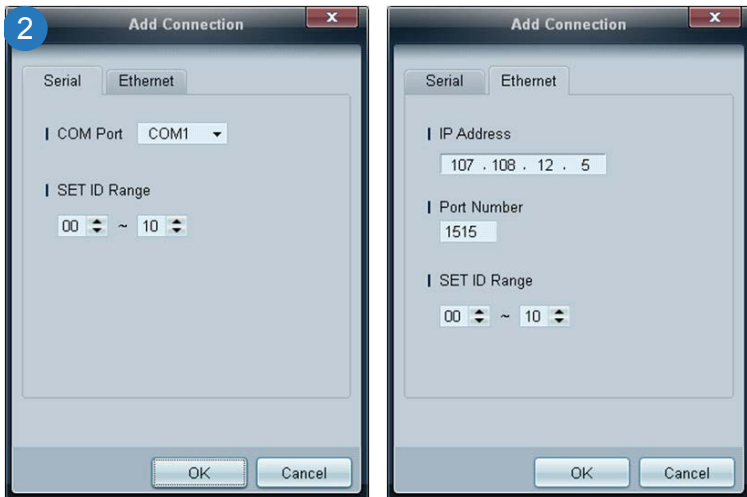 2
Add Connection
x
Serial Ethernet
COM Port COM1
SET ID Range
00 ~ 10
OK Cancel
Add Connection
x
Serial Ethernet
IP Address
107 . 108 . 12 . 5
Port Number
1515
SET ID Range
00 ~ 10
OK Cancel